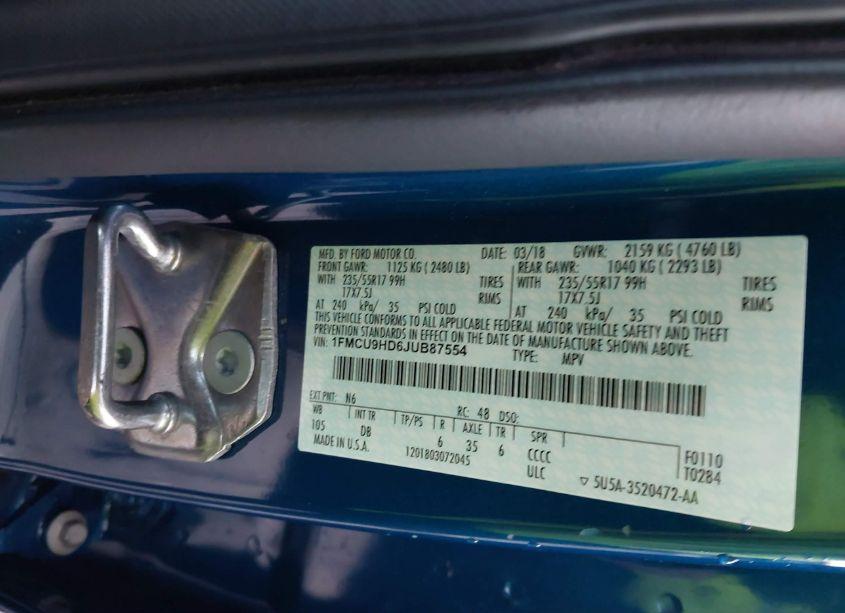 MFD. BY FORD MOTOR CO. DATE: 03/18 GVWR: 2159 KG ( 4760 LB)
FRONT GAWR: 1125 KG ( 2480 LB) REAR GAWR: 1040 KG ( 2293 LB)
WITH 235/55R17 99H TIRES WITH 235/55R17 99H TIRES
17X7.5J RIMS 17X7.5J RIMS
AT 240 kPa/ 35 PSI COLD AT 240 kPa/ 35 PSI COLD
THIS VEHICLE CONFORMS TO ALL APPLICABLE FEDERAL MOTOR VEHICLE SAFETY AND THEFT
PREVENTION STANDARDS IN EFFECT ON THE DATE OF MANUFACTURE SHOWN ABOVE.
VIN: 1FMCU9HD6JUB87554 TYPE: MPV
EXT PNT: N6 RC: 48 DSO:
WB INT TR TP/PS R AXLE TR SPR
105 DB 6 35 6 CCCC F0110
MADE IN U.S.A. 1201803072045 ULC T0284
5U5A-3520472-AA